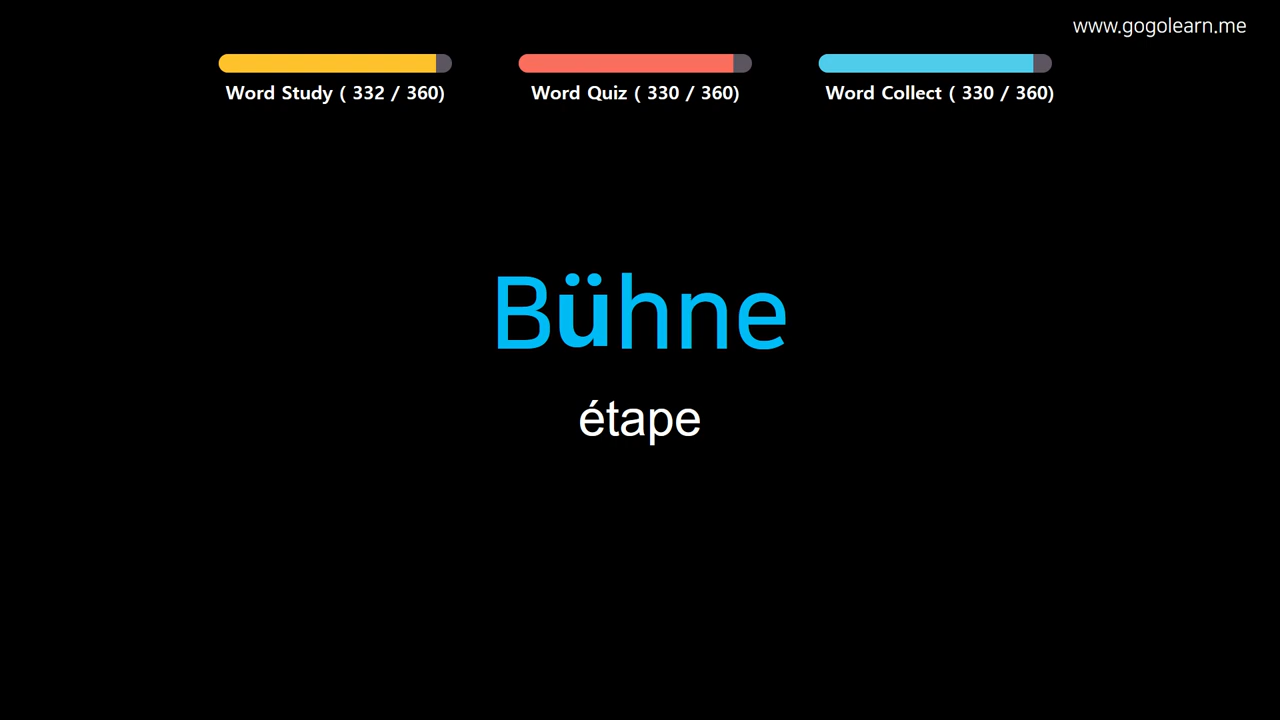 www.gogolearn.me
Word Study ( 332 / 360)
Word Quiz ( 330 / 360)
Word Collect ( 330 / 360)
Bühne
étape